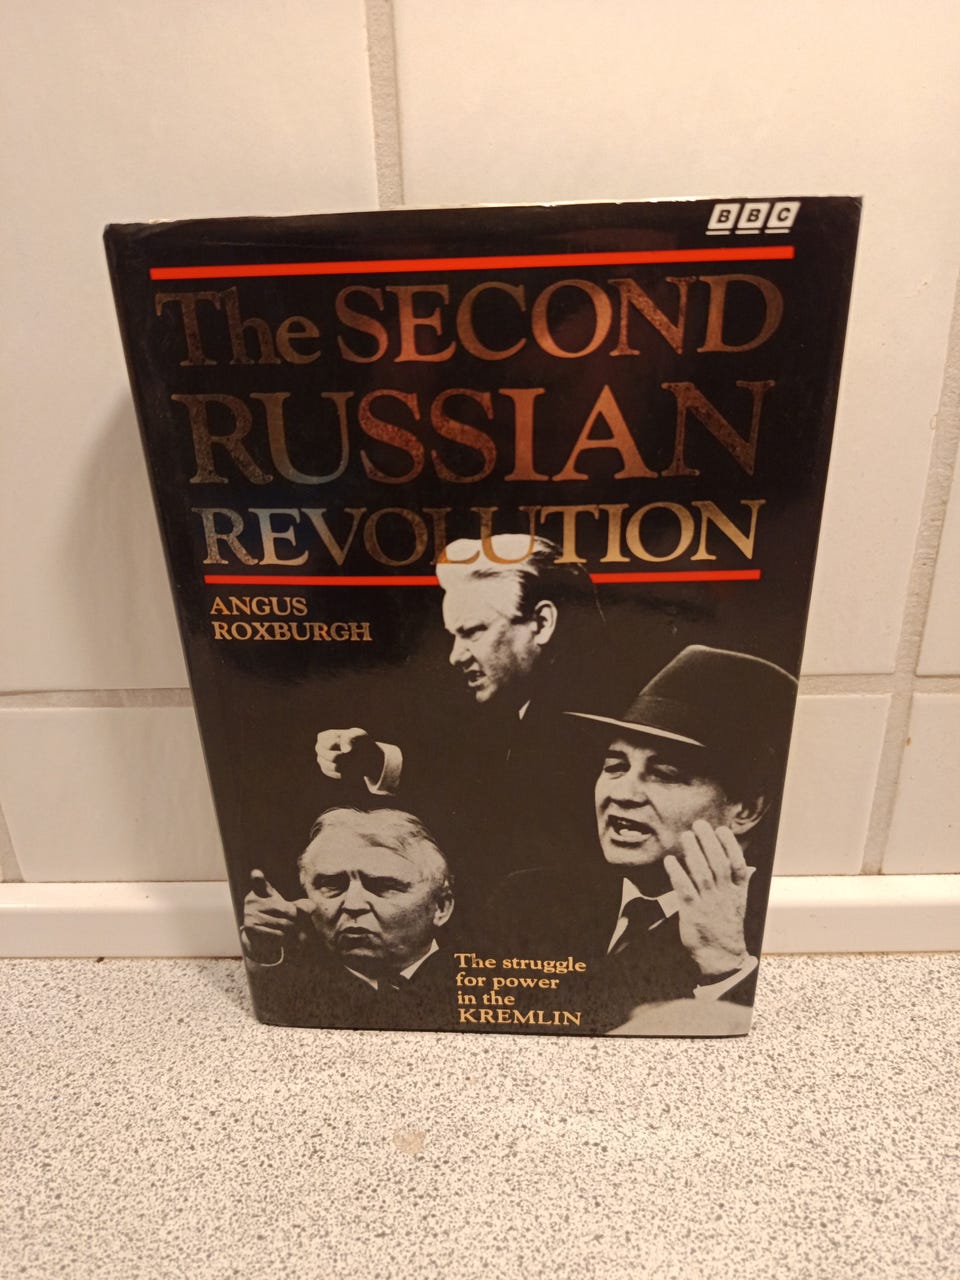 BBC
The SECOND
RUSSIAN
REVOLUTION
ANGUS
ROXBURGH
The struggle
for power
in the
KREMLIN